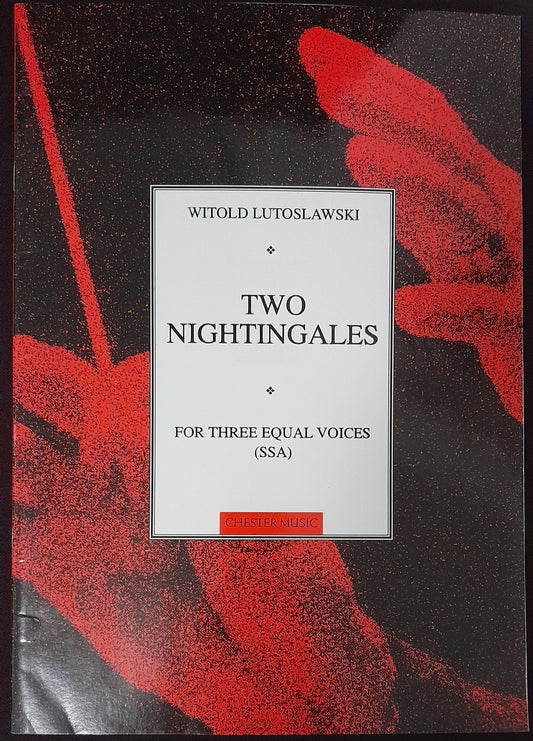 WITOLD LUTOSLAWSKI
TWO
NIGHTINGALES
FOR THREE EQUAL VOICES
(SSA)
CHESTER MUSIC